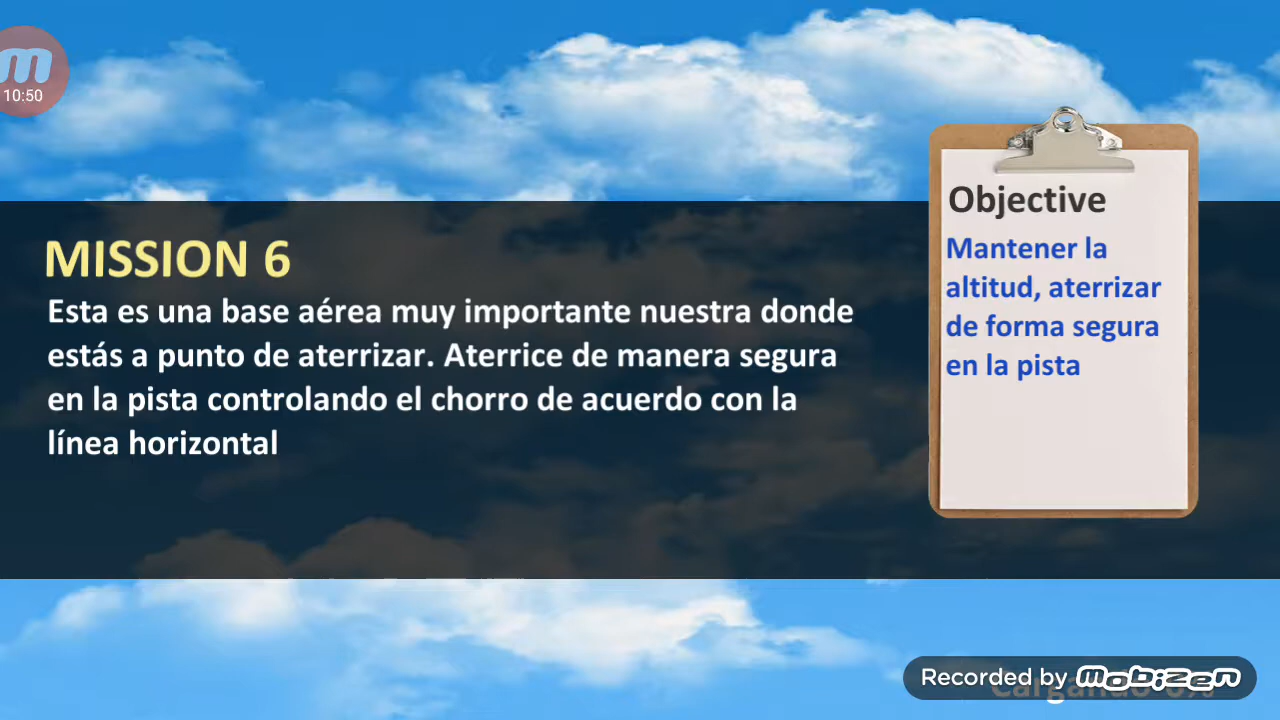 m
10:50
Objective
Mantener la
altitud, aterrizar
de forma segura
en la pista
MISSION 6
Esta es una base aérea muy importante nuestra donde
estás a punto de aterrizar. Aterrice de manera segura
en la pista controlando el chorro de acuerdo con la
línea horizontal
Recorded by mobizen